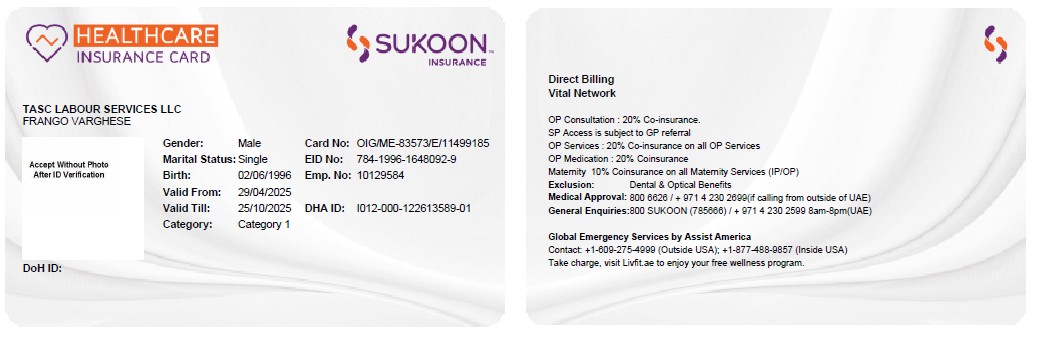 HEALTHCARE
INSURANCE CARD
SUKOON
INSURANCE
TASC LABOUR SERVICES LLC
FRANGO VARGHESE
Accept Without Photo
After ID Verification
Gender: Male Card No: OIG/ME-83573/E/11499185
Marital Status: Single EID No: 784-1996-1648092-9
Birth: 02/06/1996 Emp. No: 10129584
Valid From: 29/04/2025
Valid Till: 25/10/2025 DHA ID: I012-000-122613589-01
Category: Category 1
DoH ID:
Direct Billing
Vital Network
OP Consultation : 20% Co-insurance.
SP Access is subject to GP referral
OP Services : 20% Co-insurance on all OP Services
OP Medication : 20% Coinsurance
Maternity 10% Coinsurance on all Maternity Services (IP/OP)
Exclusion: Dental & Optical Benefits
Medical Approval: 800 6626 / + 971 4 230 2699(if calling from outside of UAE)
General Enquiries:800 SUKOON (785666) / + 971 4 230 2599 8am-8pm(UAE)
Global Emergency Services by Assist America
Contact: +1-609-275-4999 (Outside USA); +1-877-488-9857 (Inside USA)
Take charge, visit Livfit.ae to enjoy your free wellness program.